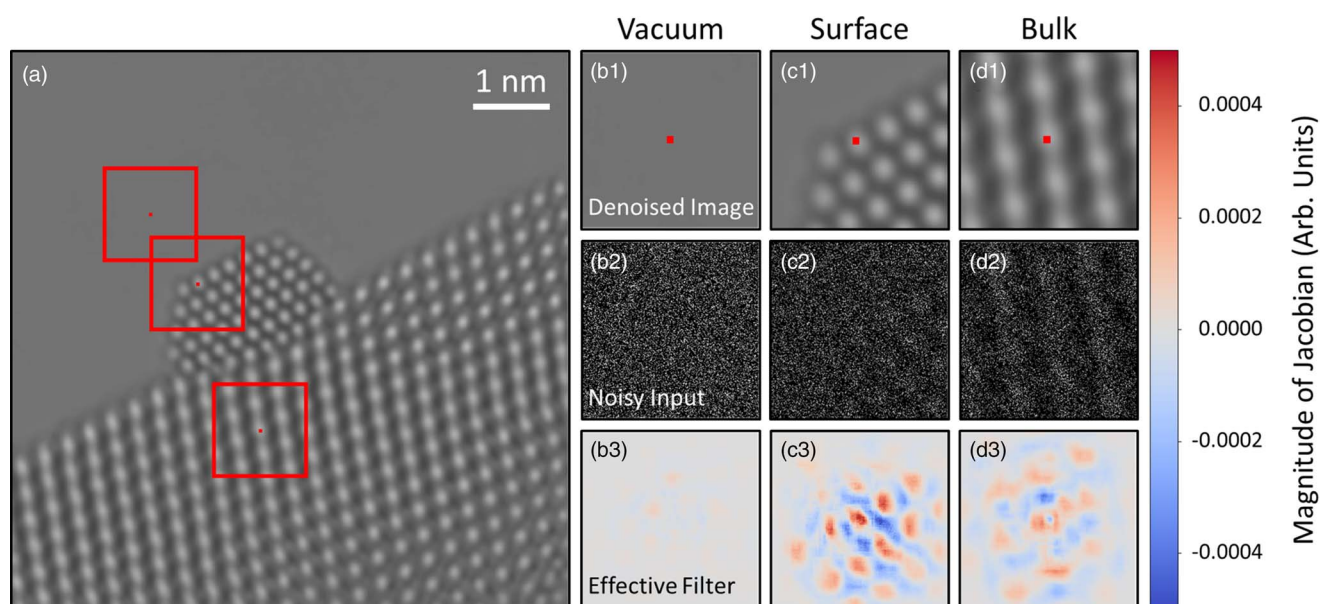 Vacuum Surface Bulk
(a)
1 nm
(b1) (c1) (d1)
Denoised Image
(b2) (c2) (d2)
Noisy Input
(b3) (c3) (d3)
Effective Filter
0.0004
0.0002
0.0000
-0.0002
-0.0004
Magnitude of Jacobian (Arb. Units)